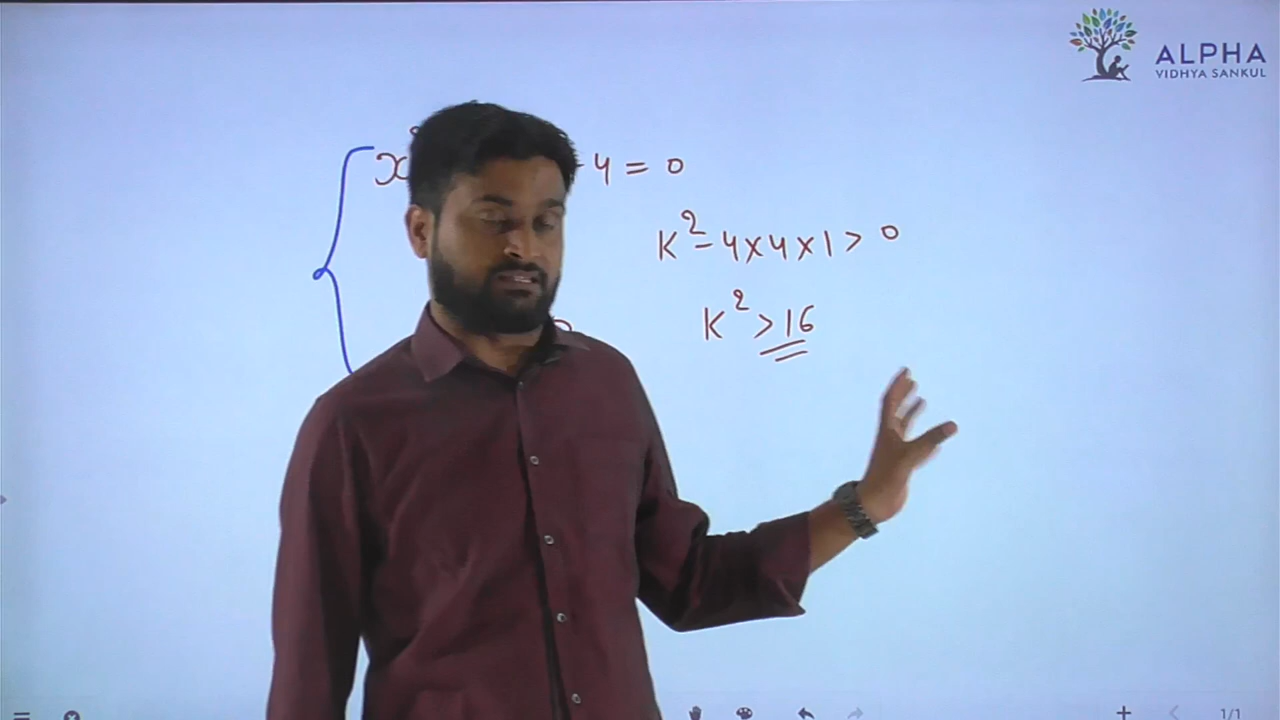 ALPHA
VIDHYA SANKUL
x - 4 = 0
K² - 4 x 4 x 1 > 0
K² > 16
1/1